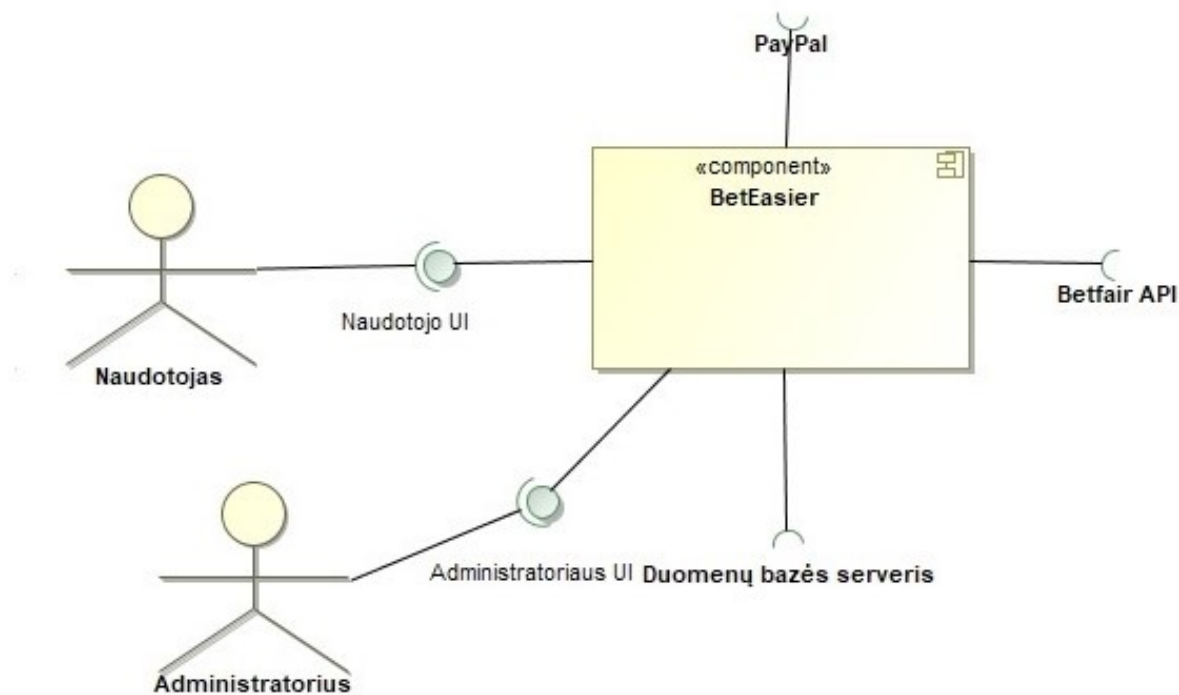 PayPal
«component»
BetEasier
Betfair API
Naudotojo UI
Naudotojas
Administratoriaus UI
Duomenų bazės serveris
Administratorius